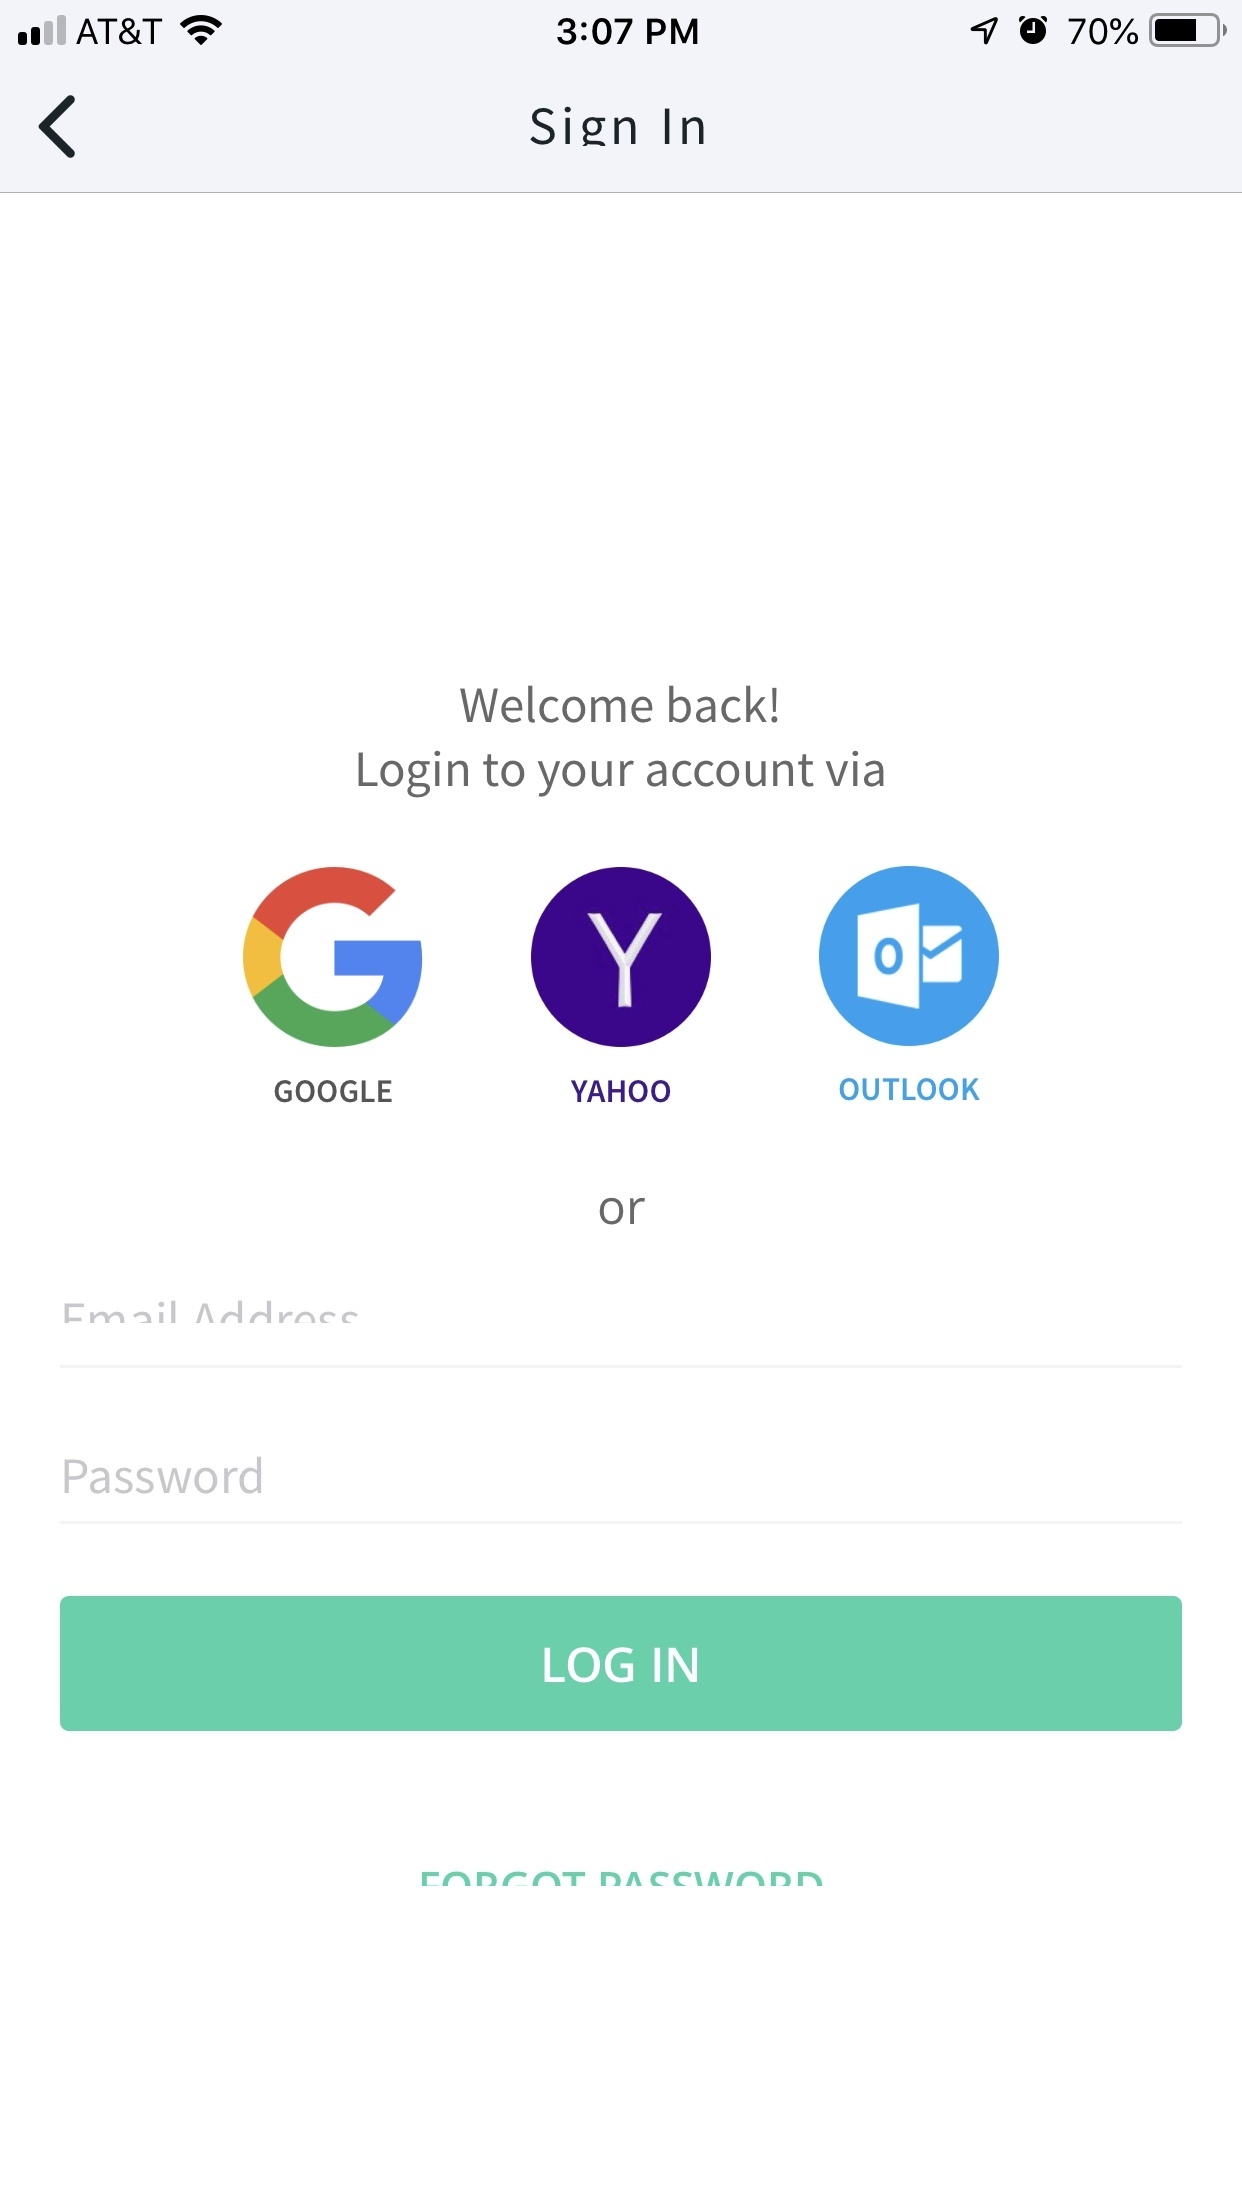 AT&T 3:07 PM 70%
Sign In
Welcome back!
Login to your account via
GOOGLE YAHOO OUTLOOK
or
Email Address
Password
LOG IN
FORGOT PASSWORD